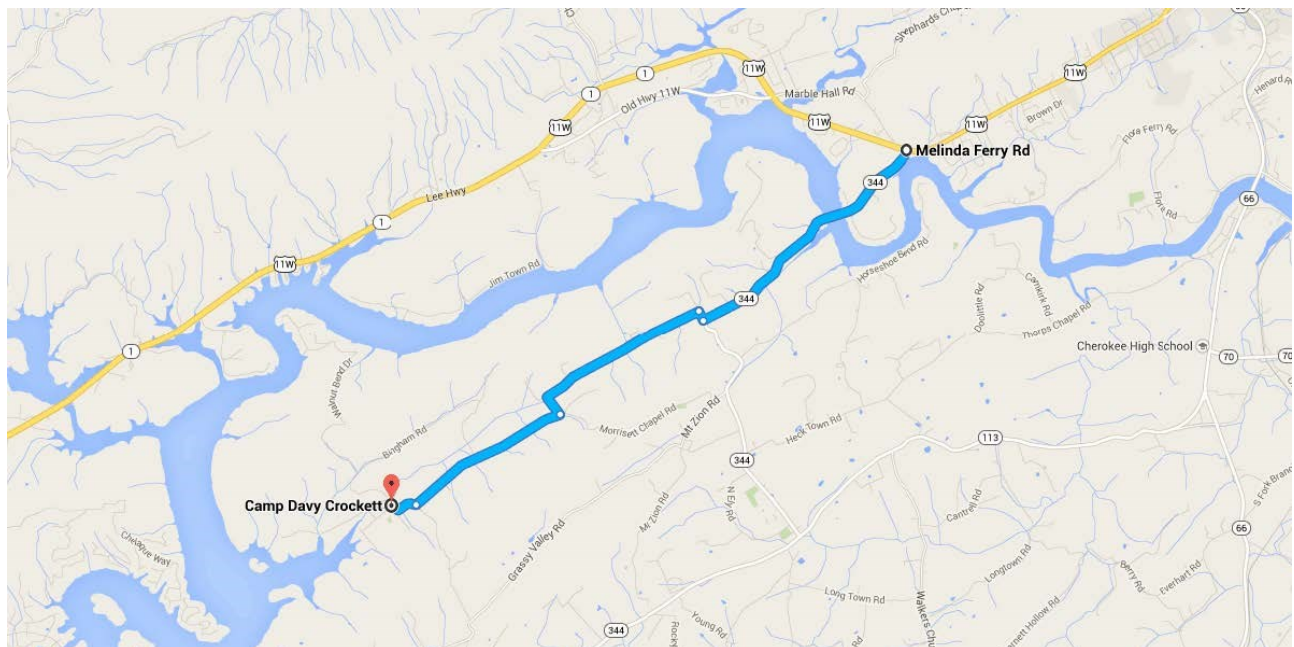 66
Shephards Chapel
1
11W
11W
1
Old Hwy 11W
Marble Hall Rd
11W
11W
Brown Dr
Henard Rd
11W
Flora Ferry Rd
Melinda Ferry Rd
344
Lee Hwy
1
66
Flora Rd
11W
Jim Town Rd
Horseshoe Bend Rd
344
Doolittle Rd
Camkirk Rd
Thorps Chapel Rd
Cherokee High School
70
70
1
Walnut Bend Dr
Morrisett Chapel Rd
Mt Zion Rd
Heck Town Rd
113
Bingham Rd
344
Camp Davy Crockett
N Ely Rd
Mt Zion Rd
Cantrell Rd
S Fork Branch
66
Grassy Valley Rd
Longtown Rd
Berry Rd
Everhart Rd
Long Town Rd
Walkers Chu
Young Rd
344
Rocky